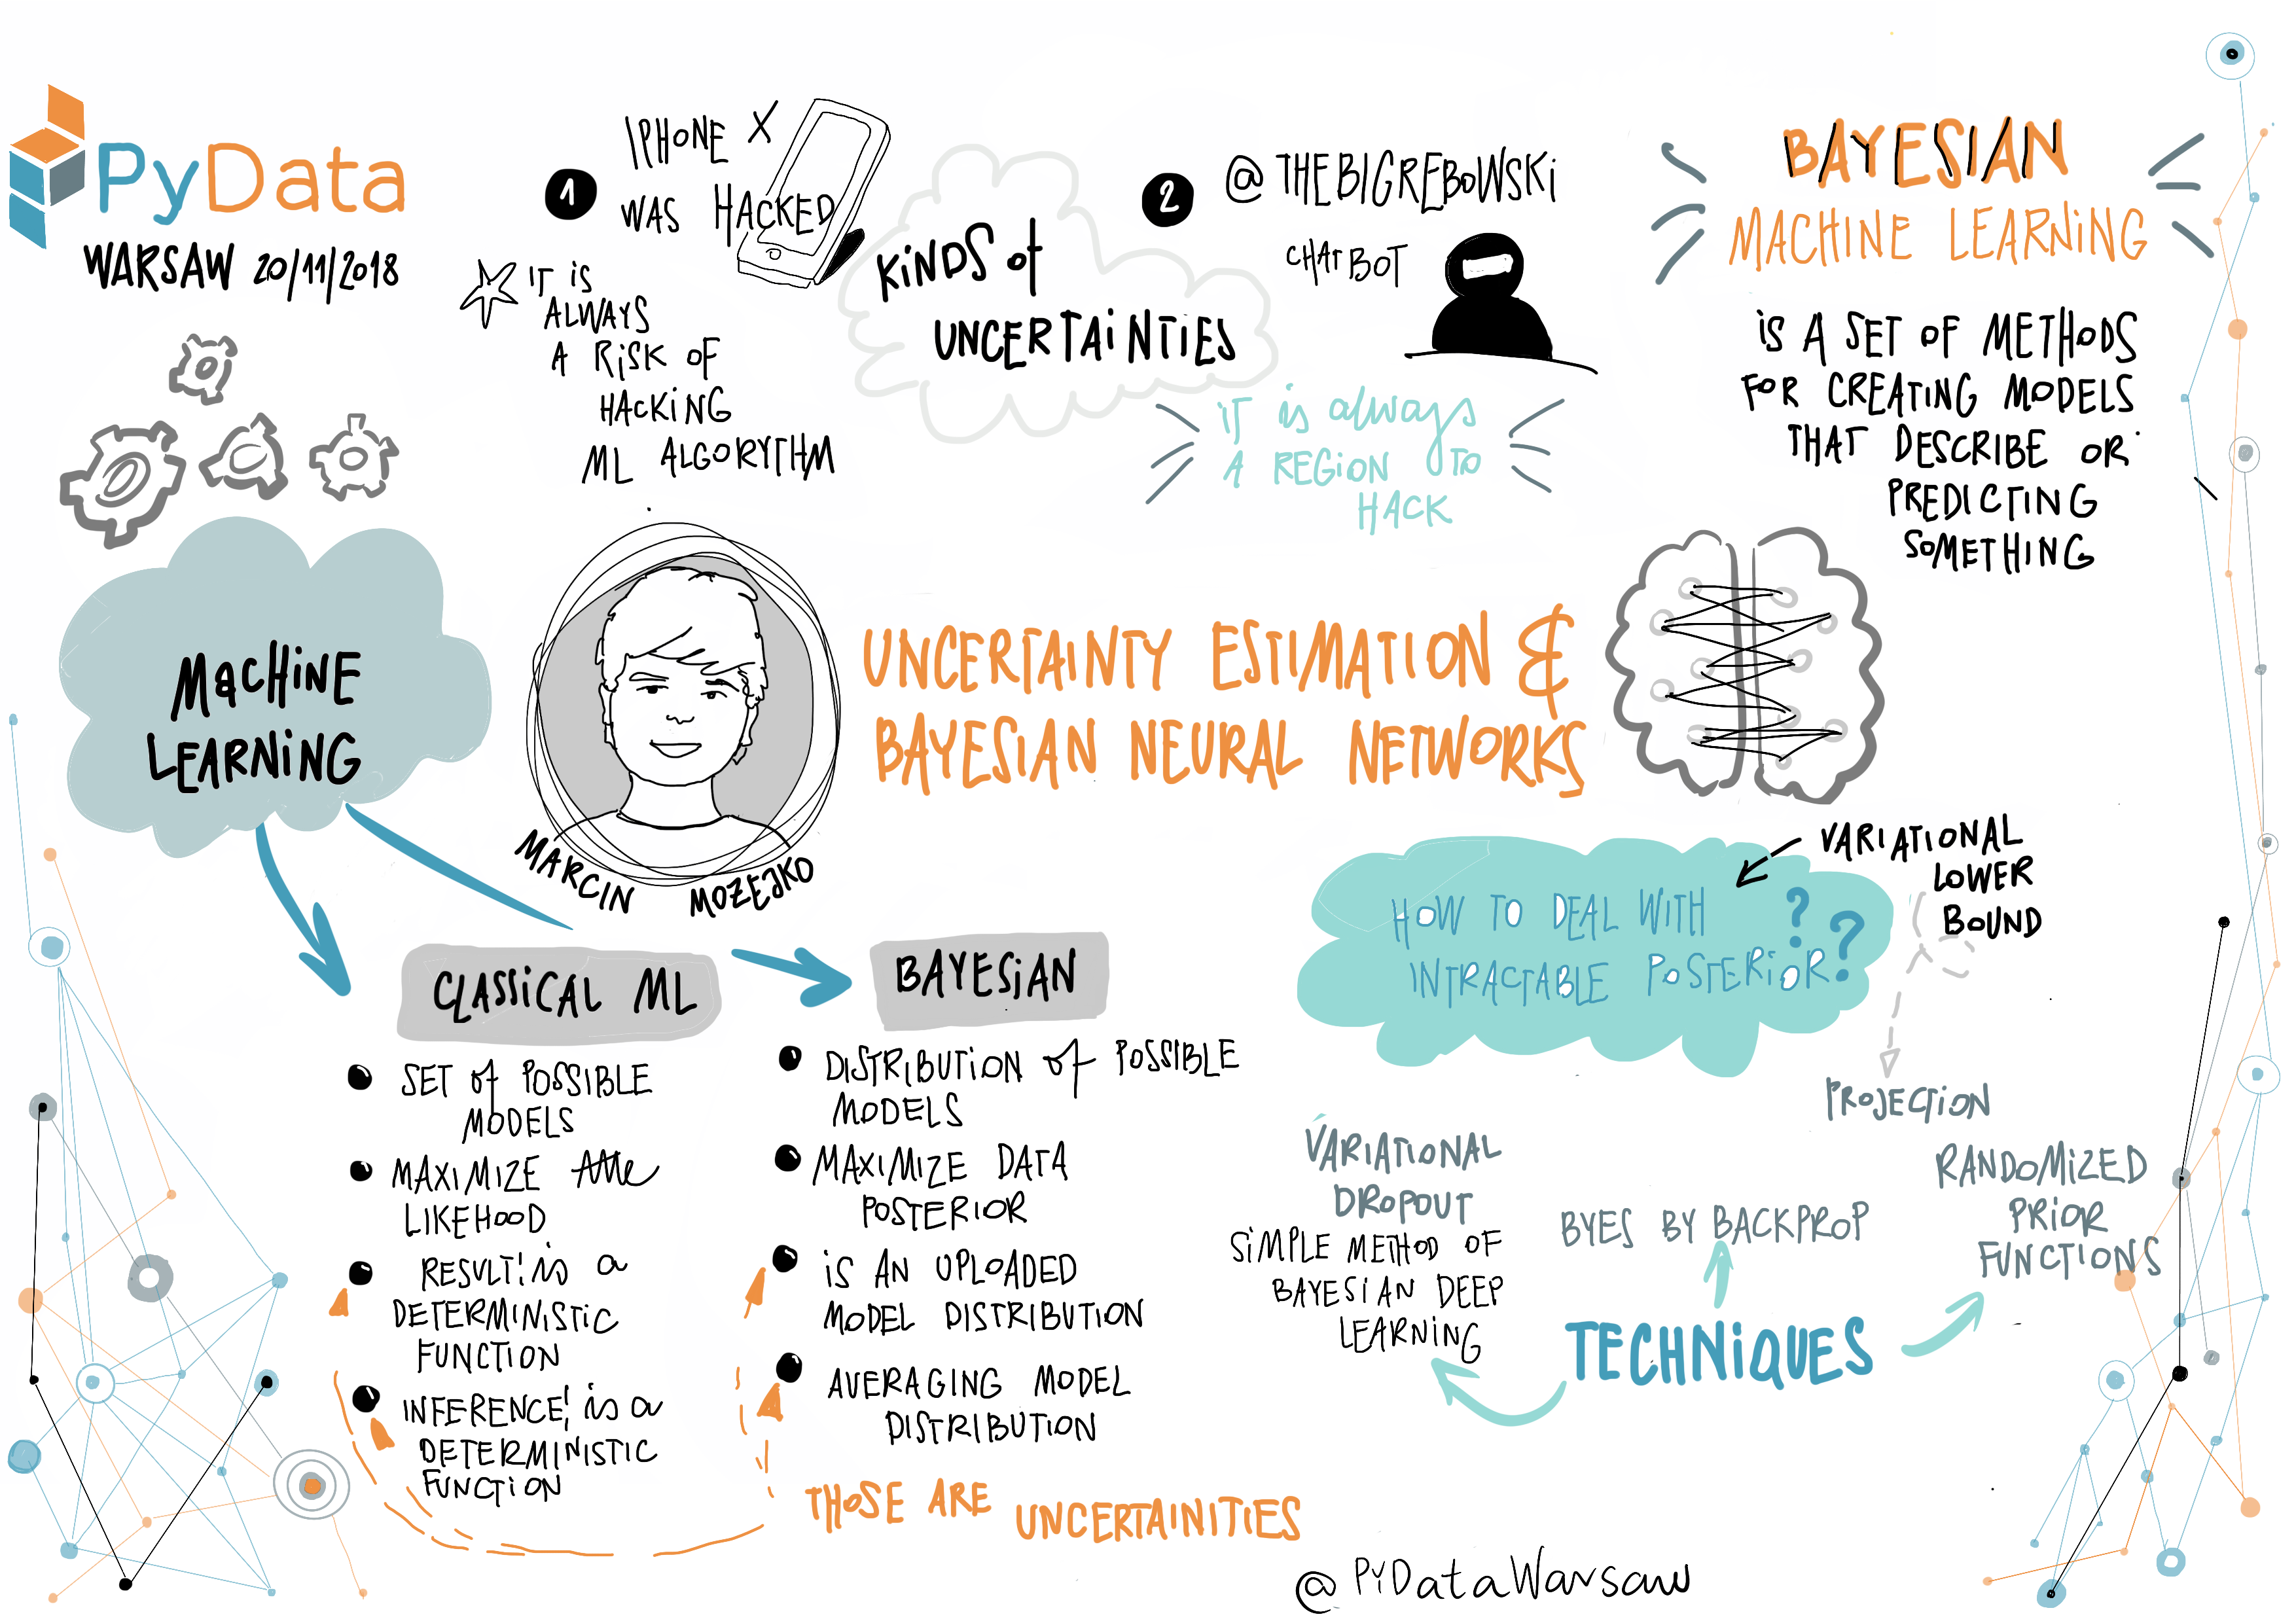 PyData
WARSAW 20/11/2018
1
IPHONE X
WAS HACKED
IT IS
ALWAYS
A RISK OF
HACKING
ML ALGORYTHM
KINDS of
UNCERTAINTIES
2
@THEBIGREBOWSKI
CHATBOT
IT is always
A REGION TO
HACK
BAYESIAN
MACHINE LEARNING
IS A SET OF METHODS
FOR CREATING MODELS
THAT DESCRIBE OR
PREDICTING
SOMETHING
MACHINE
LEARNING
MARCIN MOZEJKO
UNCERTAINTY ESTIMATION &
BAYESIAN NEURAL NETWORKS
CLASSICAL ML
SET of POSSIBLE
MODELS
MAXIMIZE the
LIKEHOOD
RESULT! is a
DETERMINISTIC
FUNCTION
INFERENCE! is a
DETERMINISTIC
FUNCTION
BAYESIAN
DISTRIBUTION of POSSIBLE
MODELS
MAXIMIZE DATA
POSTERIOR
IS AN UPLOADED
MODEL DISTRIBUTION
AVERAGING MODEL
DISTRIBUTION
THOSE ARE UNCERTAINITIES
HOW TO DEAL WITH ?
INTRACTABLE POSTERIOR ?
VARIATIONAL
LOWER
BOUND
PROJECTION
VARIATIONAL
DROPOUT
SIMPLE METHOD OF
BAYESIAN DEEP
LEARNING
BYES BY BACKPROP
RANDOMIZED
PRIOR
FUNCTIONS
TECHNIQUES
@PYDataWarsaw